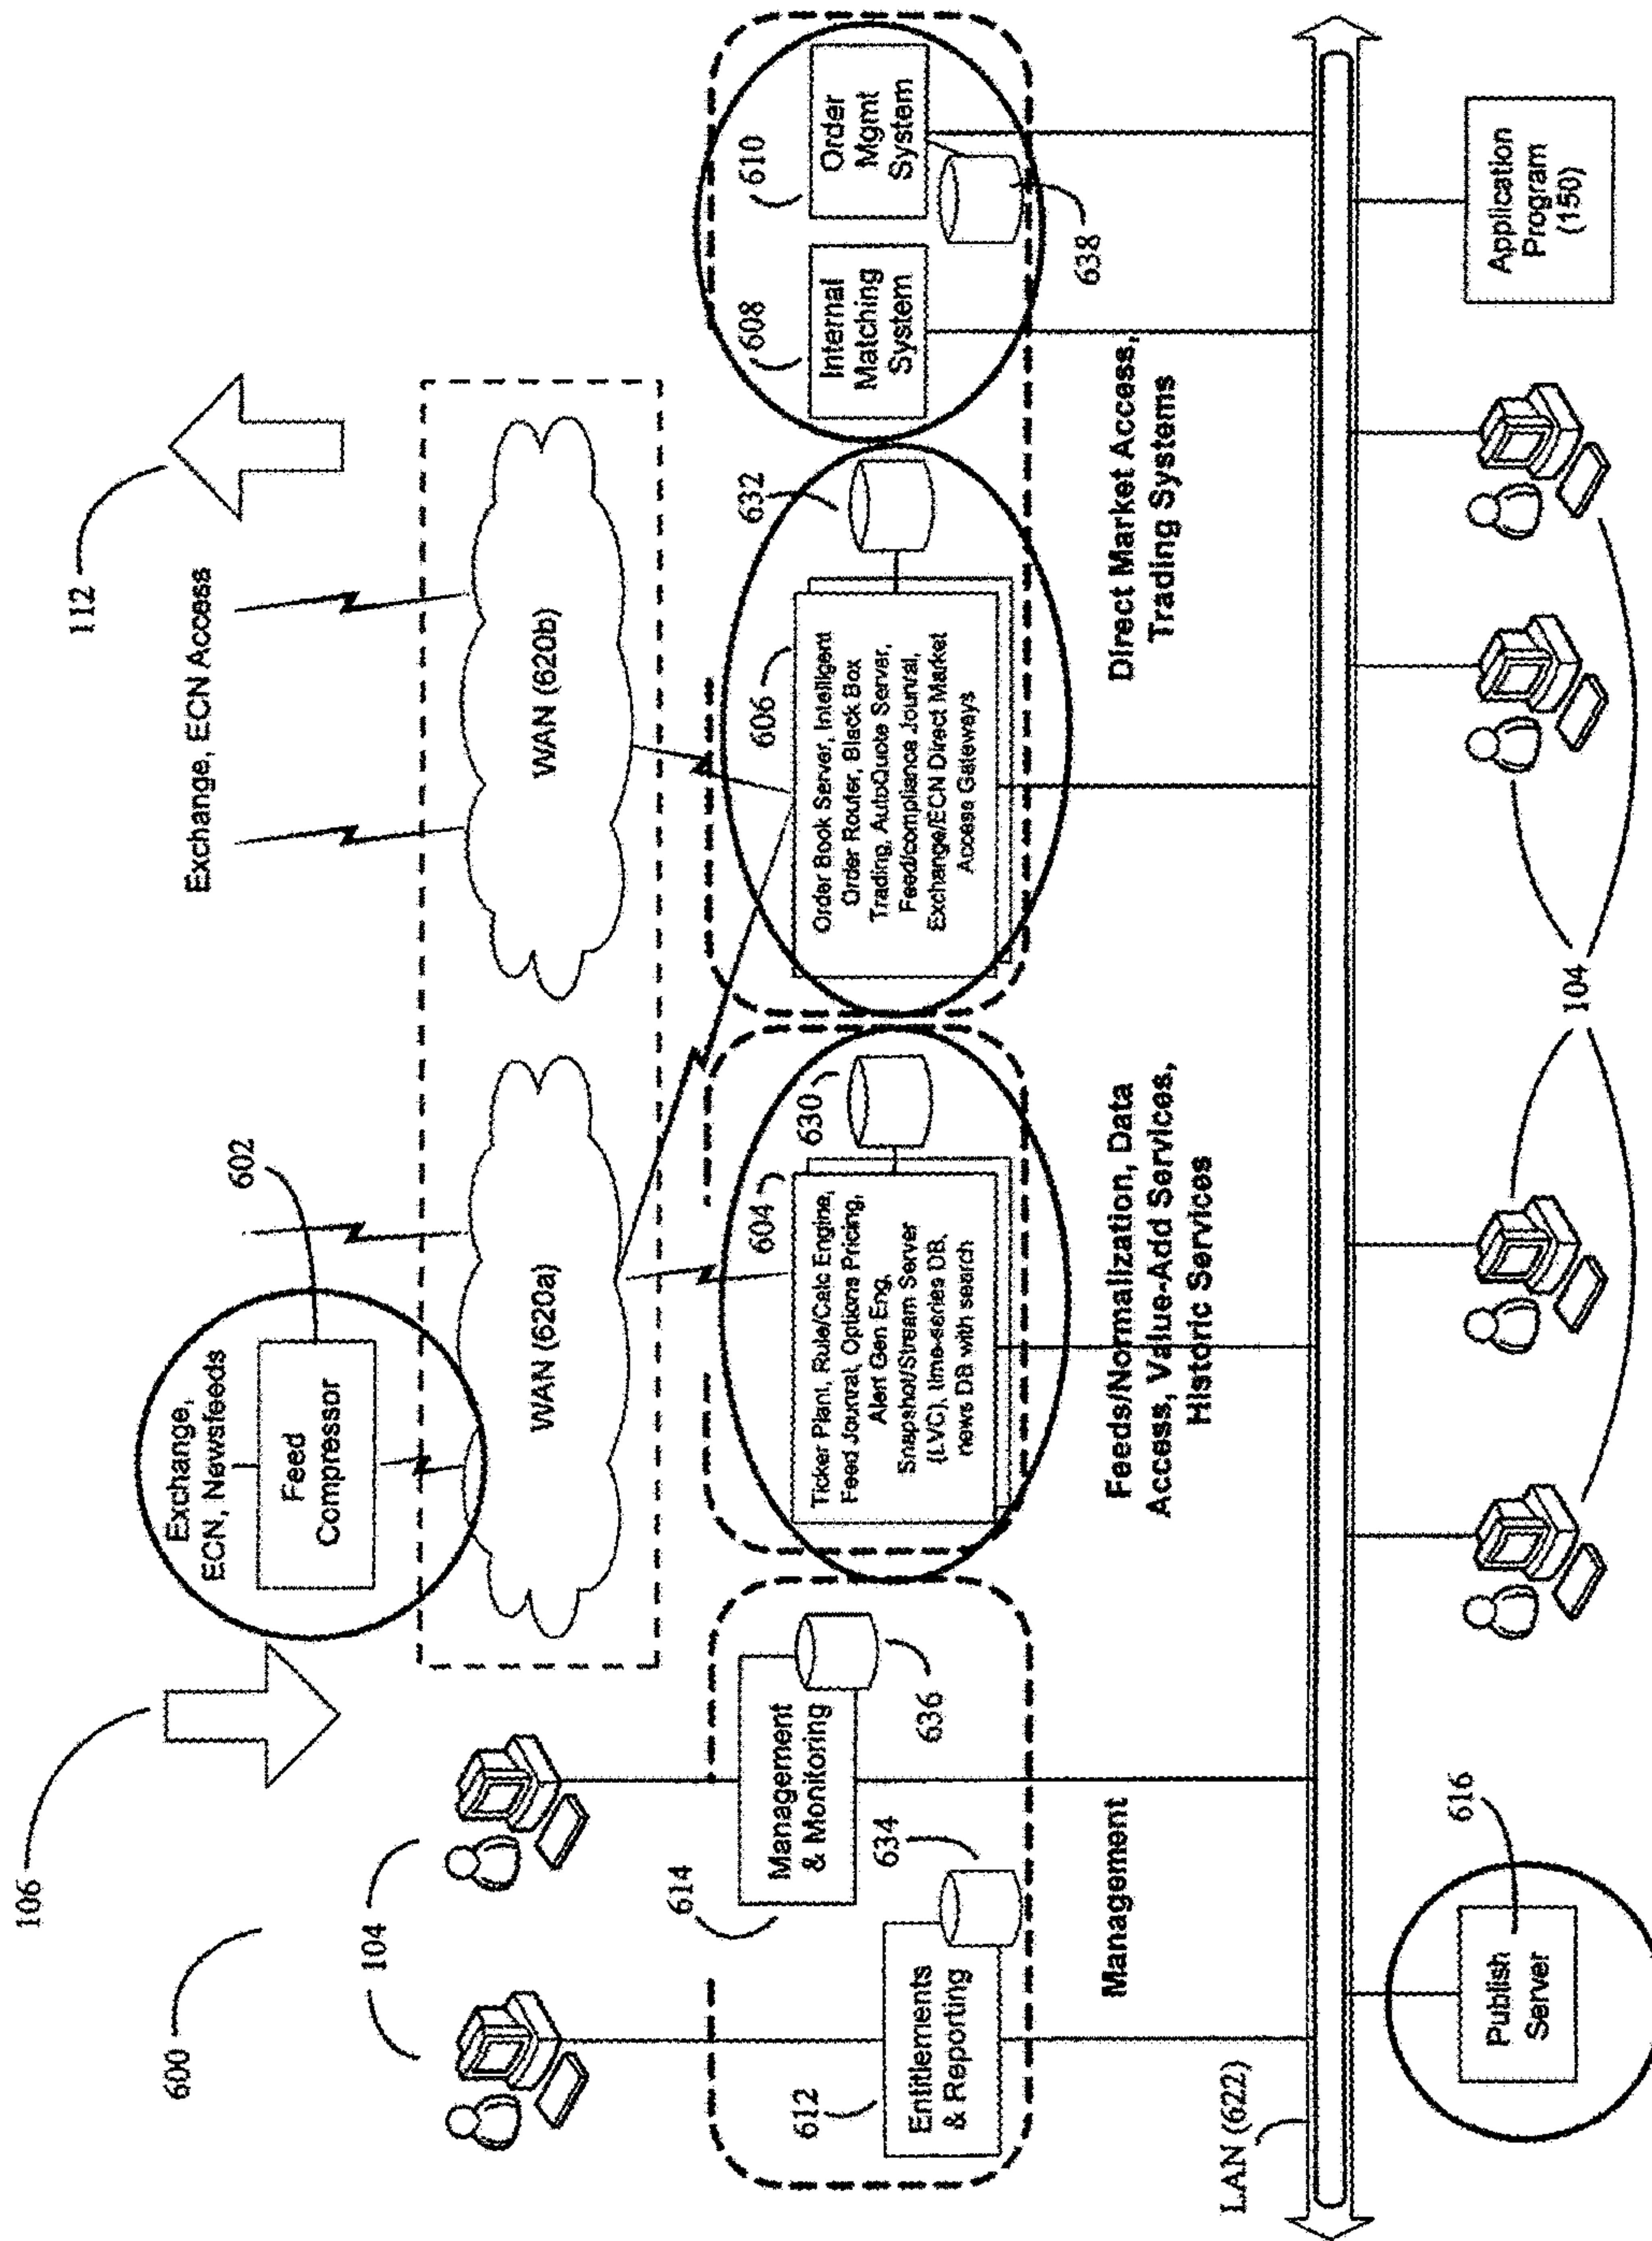 600
106
112
Exchange,
ECN, Newsfeeds
602
Feed
Compressor
Exchange, ECN Access
104
WAN (620a)
WAN (620b)
614
Management
& Monitoring
636
612
Entitlements
& Reporting
634
Management
604
630
Ticker Plant, Rule/Calc Engine,
Feed Journal, Options Pricing,
Alert Gen Eng,
Snapshot/Stream Server
(LVC), time-series DB,
news DB with search
Feeds/Normalization, Data
Access, Value-Add Services,
Historic Services
606
632
Order Book Server, Intelligent
Order Router, Black Box
Trading, AutoQuote Server,
Feed/compliance Jounral,
Exchange/ECN Direct Market
Access Gateways
Direct Market Access,
Trading Systems
608
Internal
Matching
System
610
Order
Mgmt
System
638
LAN (622)
616
Publish
Server
104
Application
Program
(150)